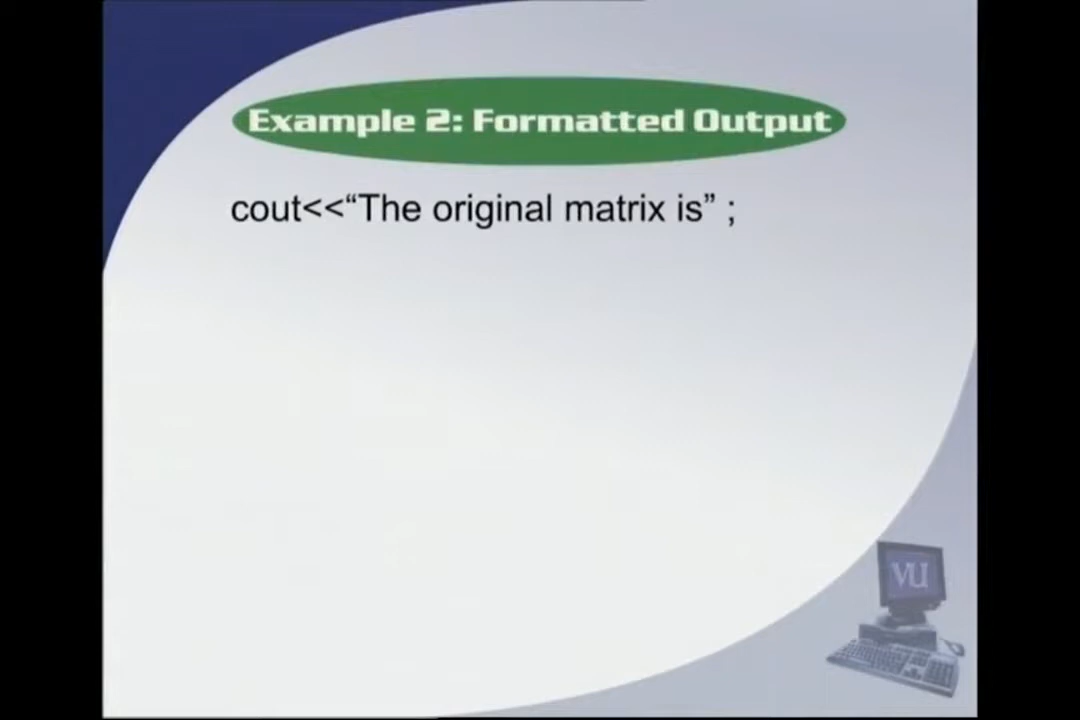 Example 2: Formatted Output
cout<<“The original matrix is” ;
VU